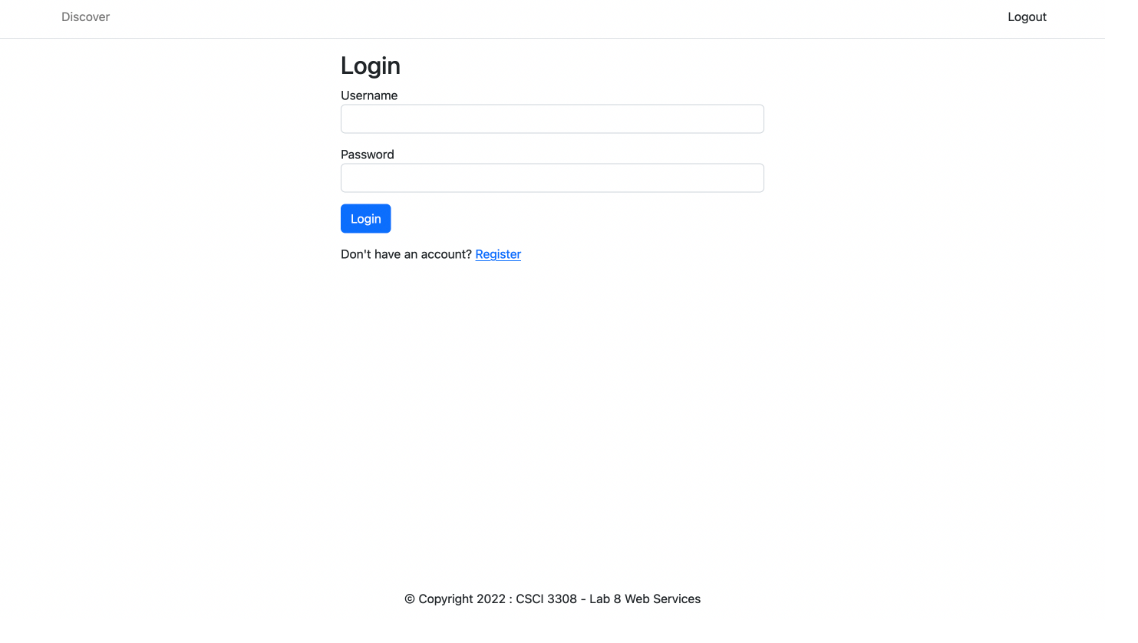 Discover Logout
Login
Username
Password
Login
Don't have an account? Register
© Copyright 2022 : CSCI 3308 - Lab 8 Web Services